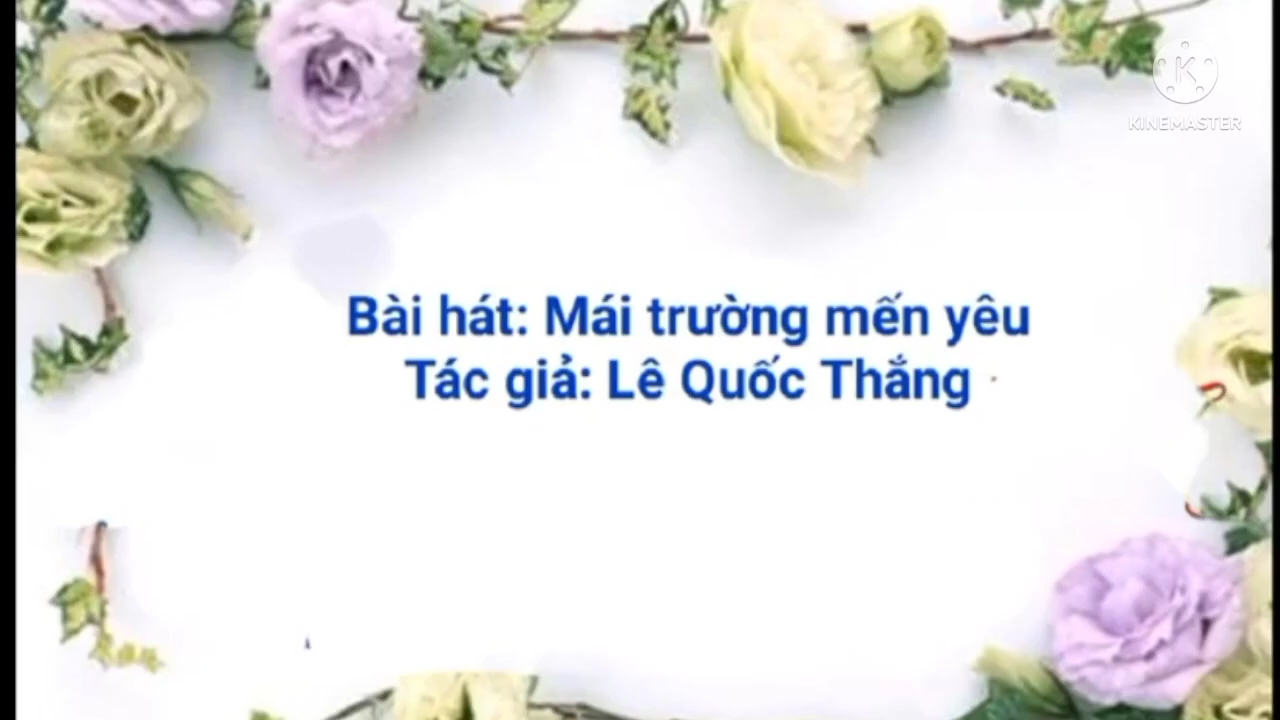 KINEMASTER
Bài hát: Mái trường mến yêu
Tác giả: Lê Quốc Thắng